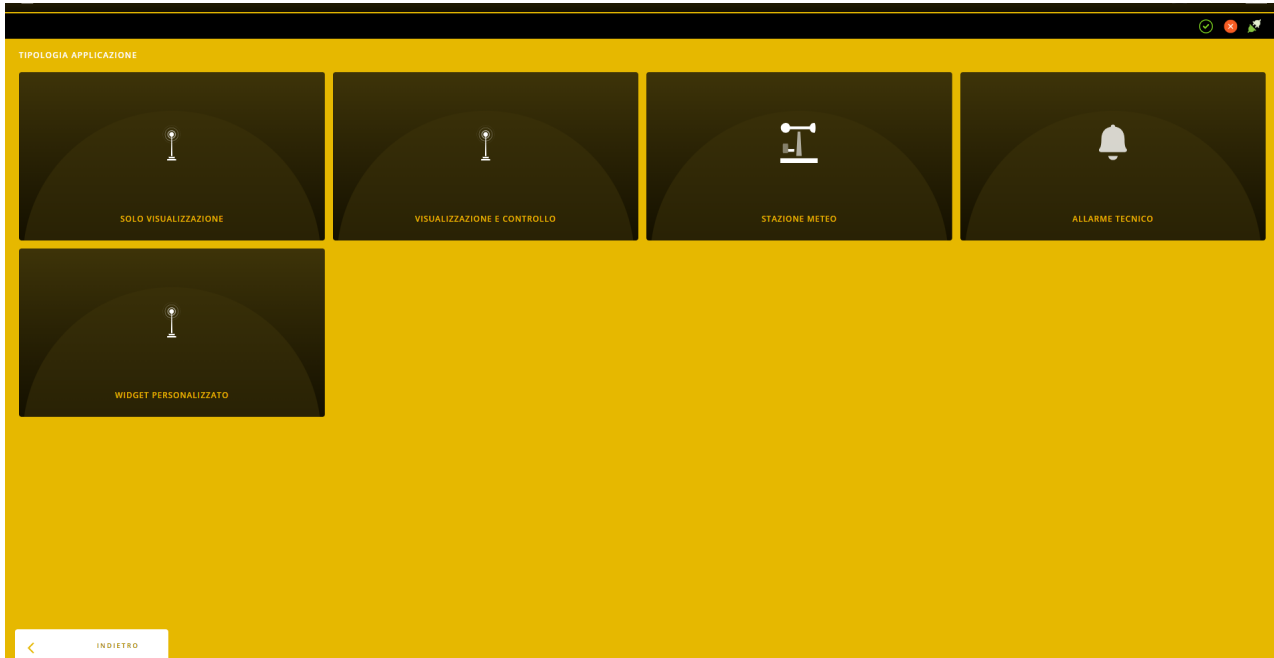 TIPOLOGIA APPLICAZIONE
SOLO VISUALIZZAZIONE
VISUALIZZAZIONE E CONTROLLO
STAZIONE METEO
ALLARME TECNICO
WIDGET PERSONALIZZATO
INDIETRO